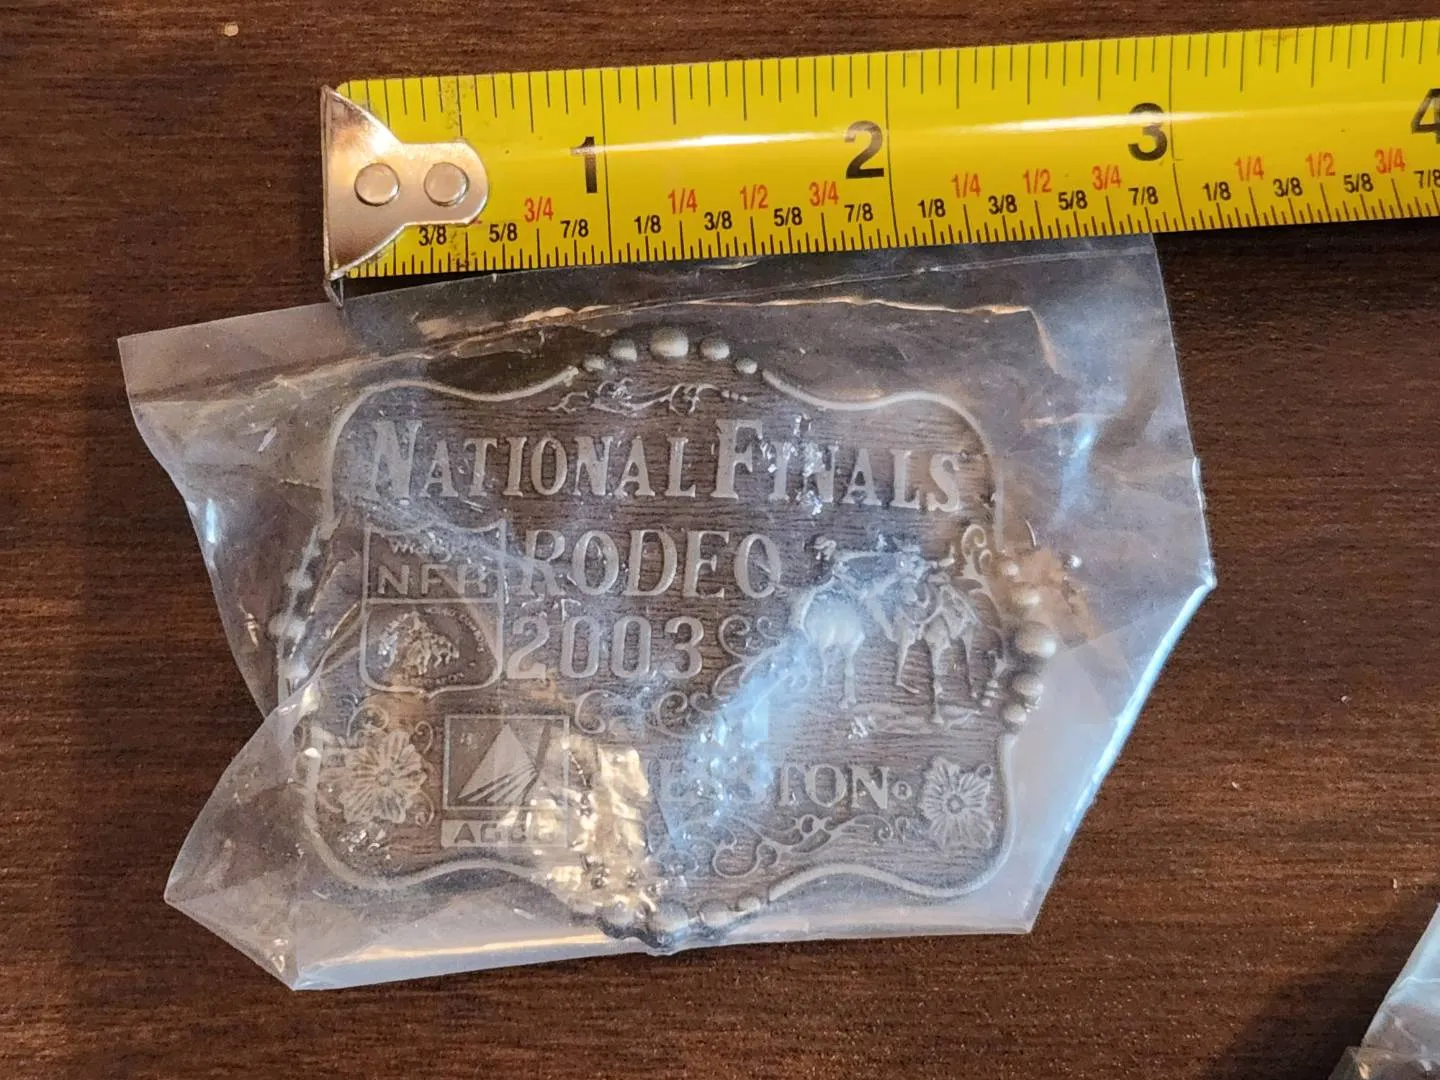 1 2 3 4
3/4 1/4 1/2 3/4 1/4 1/2 3/4 1/4 1/2 3/4
3/8 5/8 7/8 1/8 3/8 5/8 7/8 1/8 3/8 5/8 7/8 1/8 3/8 5/8 7/8
NATIONAL FINALS
RODEO
NFR
2003